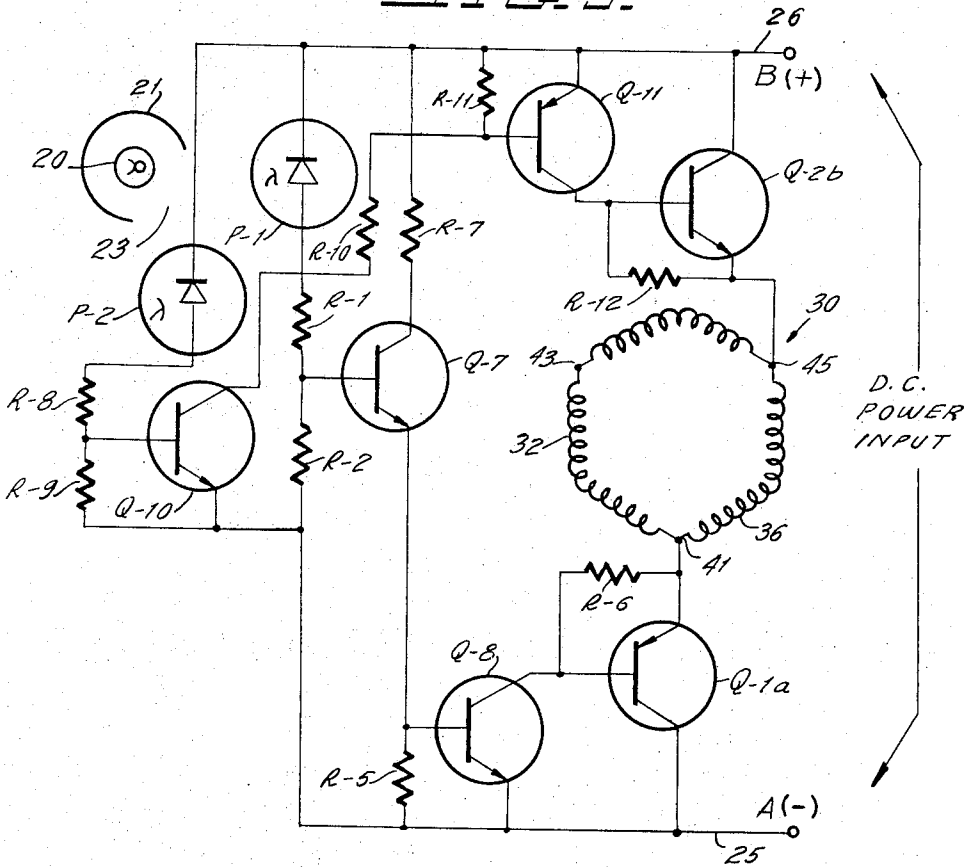 26
B (+)
21
R-11
Q-11
20
λ
Q-2b
P-1
R-10
R-7
23
R-12
30
P-2
λ
R-1
Q-7
43
45
D.C.
POWER
INPUT
R-8
32
R-2
R-9
Q-10
36
41
R-6
Q-8
Q-1a
R-5
A (-)
25